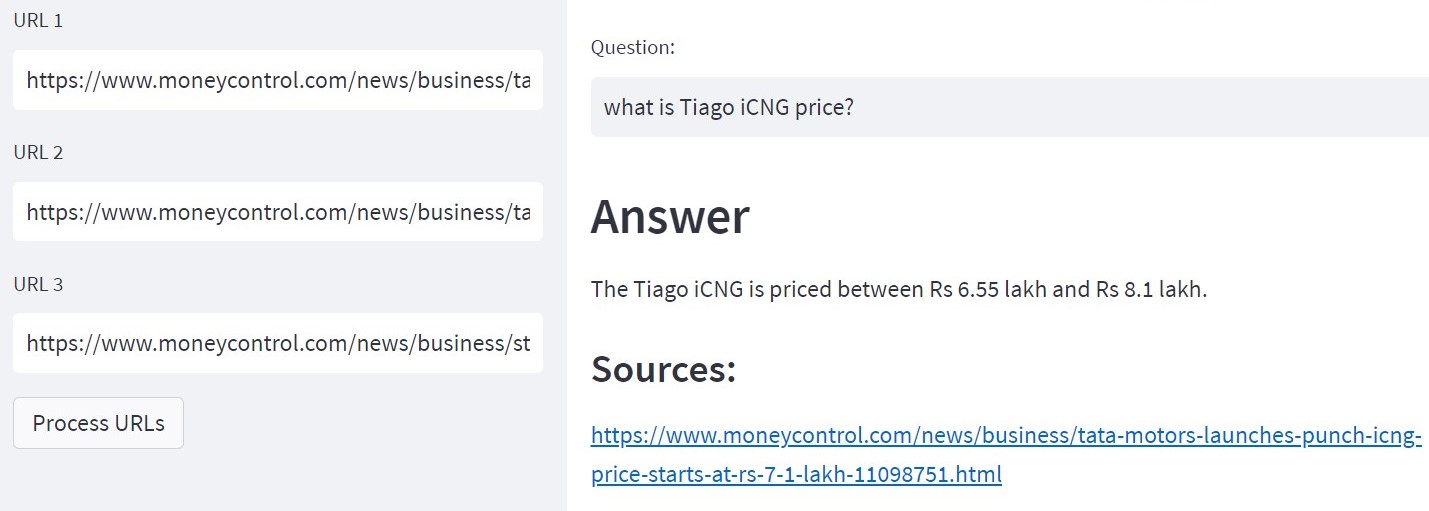 URL 1
https://www.moneycontrol.com/news/business/ta
URL 2
https://www.moneycontrol.com/news/business/ta
URL 3
https://www.moneycontrol.com/news/business/st
Process URLs
Question:
what is Tiago iCNG price?
Answer
The Tiago iCNG is priced between Rs 6.55 lakh and Rs 8.1 lakh.
Sources:
https://www.moneycontrol.com/news/business/tata-motors-launches-punch-icng-
price-starts-at-rs-7-1-lakh-11098751.html